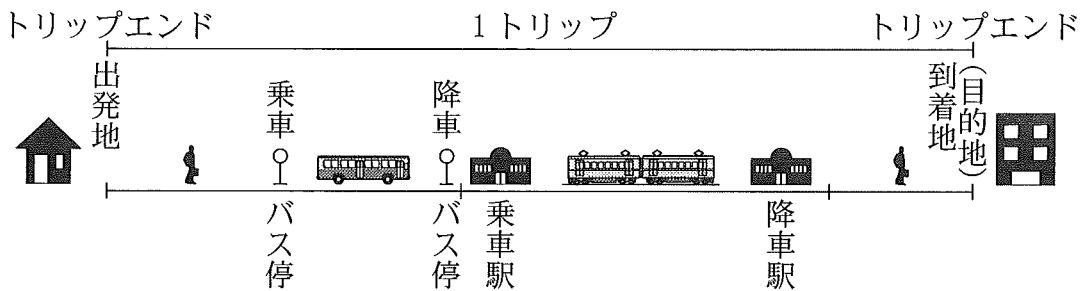 トリップエンド
1トリップ
トリップエンド
出発地
乗車
降車
到着地
(目的地)
バス停
バス停
乗車駅
降車駅